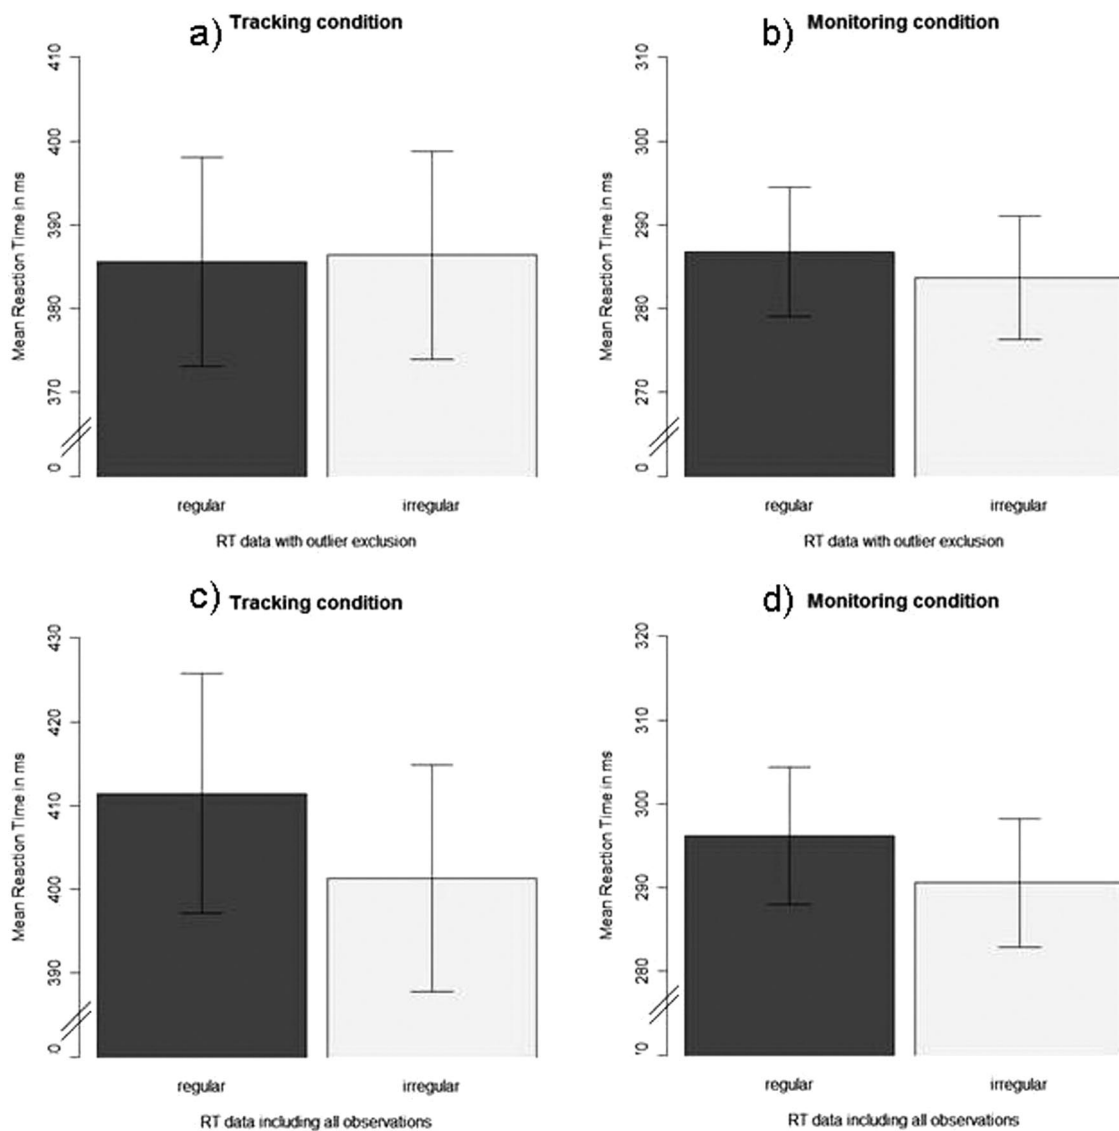 a) Tracking condition
Mean Reaction Time in ms
410
400
390
380
370
0
regular
irregular
RT data with outlier exclusion
b) Monitoring condition
Mean Reaction Time in ms
310
300
290
280
270
0
regular
irregular
RT data with outlier exclusion
c) Tracking condition
Mean Reaction Time in ms
430
420
410
400
390
0
regular
irregular
RT data including all observations
d) Monitoring condition
Mean Reaction Time in ms
320
310
300
290
280
70
regular
irregular
RT data including all observations